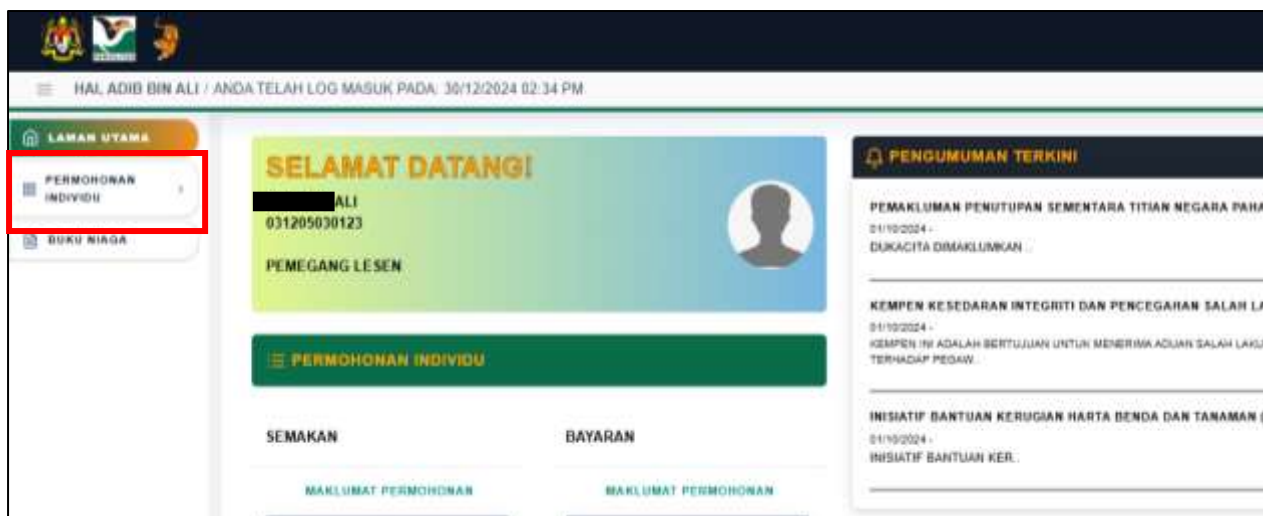 HAI, ADIB BIN ALI / ANDA TELAH LOG MASUK PADA: 30/12/2024 02:34 PM
LAMAN UTAMA
PERMOHONAN
INDIVIDU
BUKU NIAGA
SELAMAT DATANG!
ALI
031205030123
PEMEGANG LESEN
PERMOHONAN INDIVIDU
SEMAKAN
BAYARAN
MAKLUMAT PERMOHONAN
MAKLUMAT PERMOHONAN
PENGUMUMAN TERKINI
PEMAKLUMAN PENUTUPAN SEMENTARA TITIAN NEGARA PAHA
01/10/2024 -
DUKACITA DIMAKLUMKAN ..
KEMPEN KESEDARAN INTEGRITI DAN PENCEGAHAN SALAH LA
01/10/2024 -
KEMPEN INI ADALAH BERTUJUAN UNTUK MENERIMA ADUAN SALAH LAKU
TERHADAP PEGAW..
INISIATIF BANTUAN KERUGIAN HARTA BENDA DAN TANAMAN (
01/10/2024 -
INISIATIF BANTUAN KER..